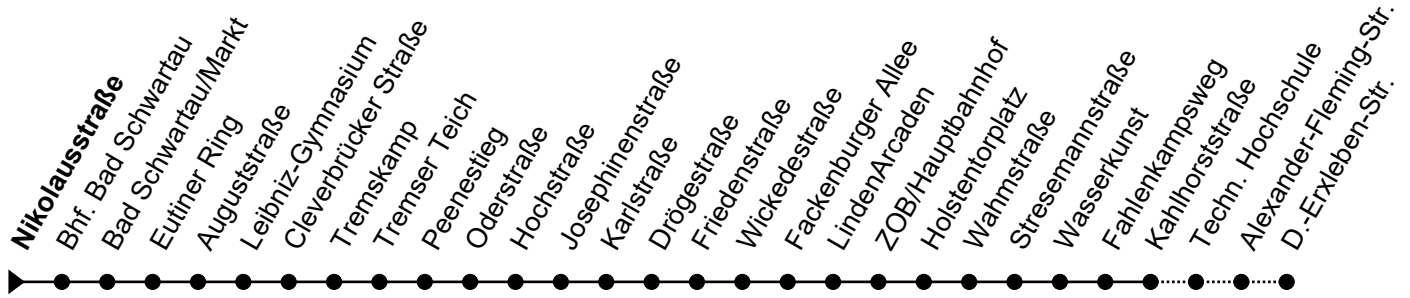 Nikolausstraße
Bhf. Bad Schwartau
Bad Schwartau/Markt
Eutiner Ring
Auguststraße
Leibniz-Gymnasium
Cleverbrücker Straße
Tremskamp
Tremser Teich
Peenestieg
Oderstraße
Hochstraße
Josephinenstraße
Karlstraße
Drögestraße
Friedenstraße
Wickedestraße
Fackenburger Allee
LindenArcaden
ZOB/Hauptbahnhof
Holstentorplatz
Wahmstraße
Stresemannstraße
Wasserkunst
Fahlenkampsweg
Kahlhorststraße
Techn. Hochschule
Alexander-Fleming-Str.
D.-Erxleben-Str.